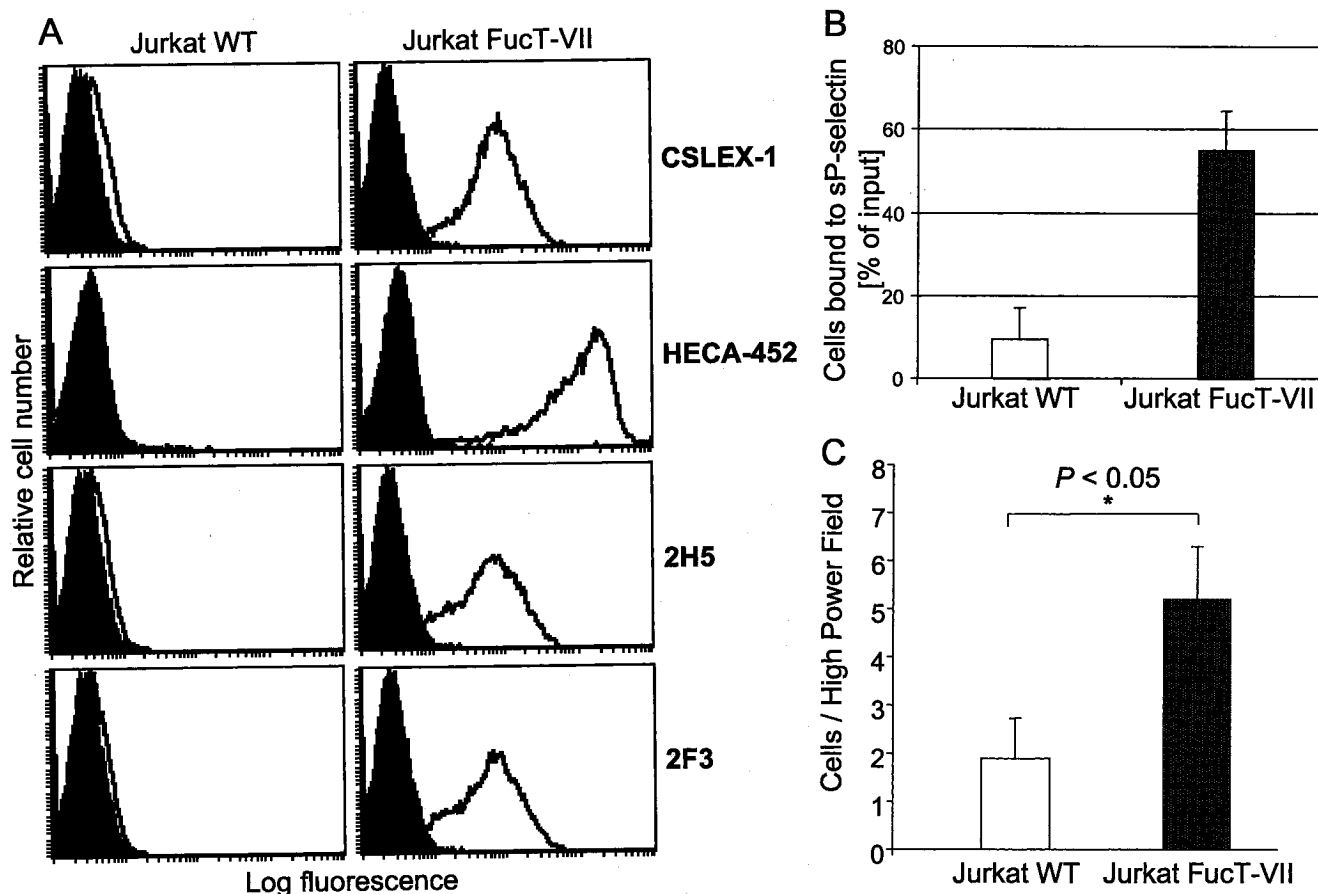 A
Jurkat WT
Jurkat FucT-VII
CSLEX-1
HECA-452
2H5
2F3
Relative cell number
Log fluorescence
B
Cells bound to sP-selectin
[% of input]
80
60
40
20
0
Jurkat WT
Jurkat FucT-VII
C
Cells / High Power Field
8
7
6
5
4
3
2
1
0
P < 0.05
*
Jurkat WT
Jurkat FucT-VII